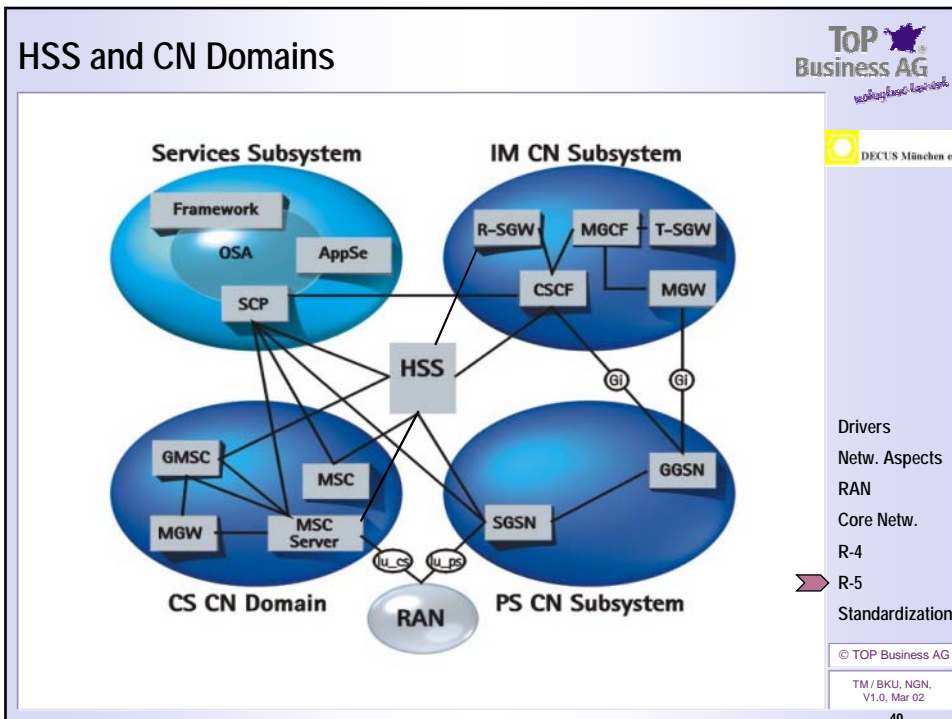 HSS and CN Domains
ToP
Business AG
DECUS München e
Services Subsystem
IM CN Subsystem
Framework
OSA
AppSe
SCP
R-SGW
MGCF
T-SGW
CSCF
MGW
HSS
Gi
Gi
GMSC
MSC
MGW
MSC
Server
GGSN
SGSN
Iu_cs
Iu_ps
CS CN Domain
RAN
PS CN Subsystem
Drivers
Netw. Aspects
RAN
Core Netw.
R-4
R-5
Standardization
© TOP Business AG
TM / BKU, NGN,
V1.0, Mar 02
40